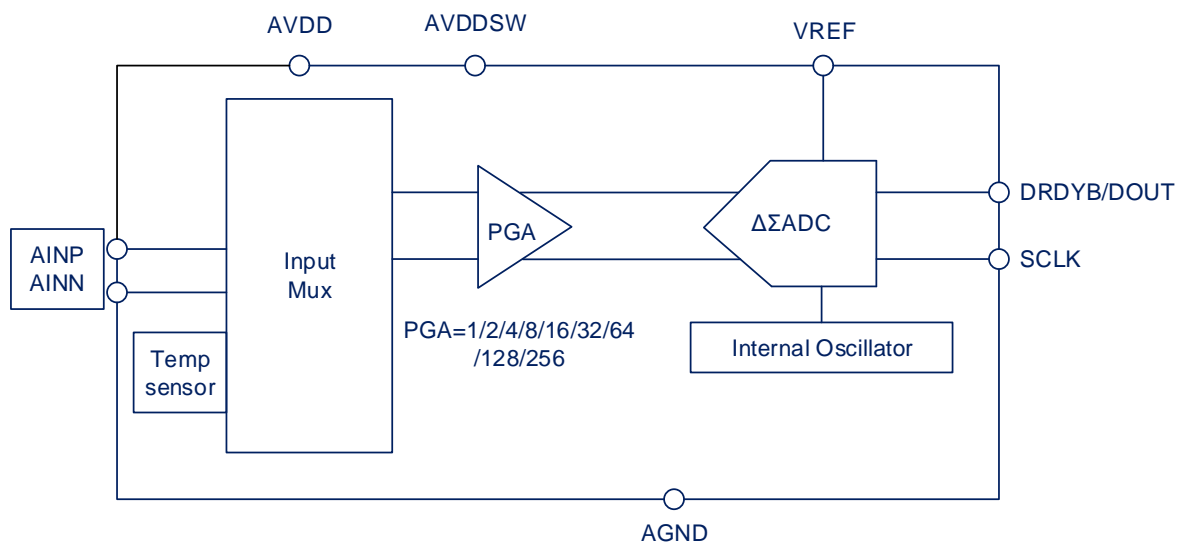 AVDD
AVDDSW
VREF
DRDYB/DOUT
PGA
ΔΣADC
AINP
AINN
Input
Mux
SCLK
PGA=1/2/4/8/16/32/64
/128/256
Internal Oscillator
Temp
sensor
AGND